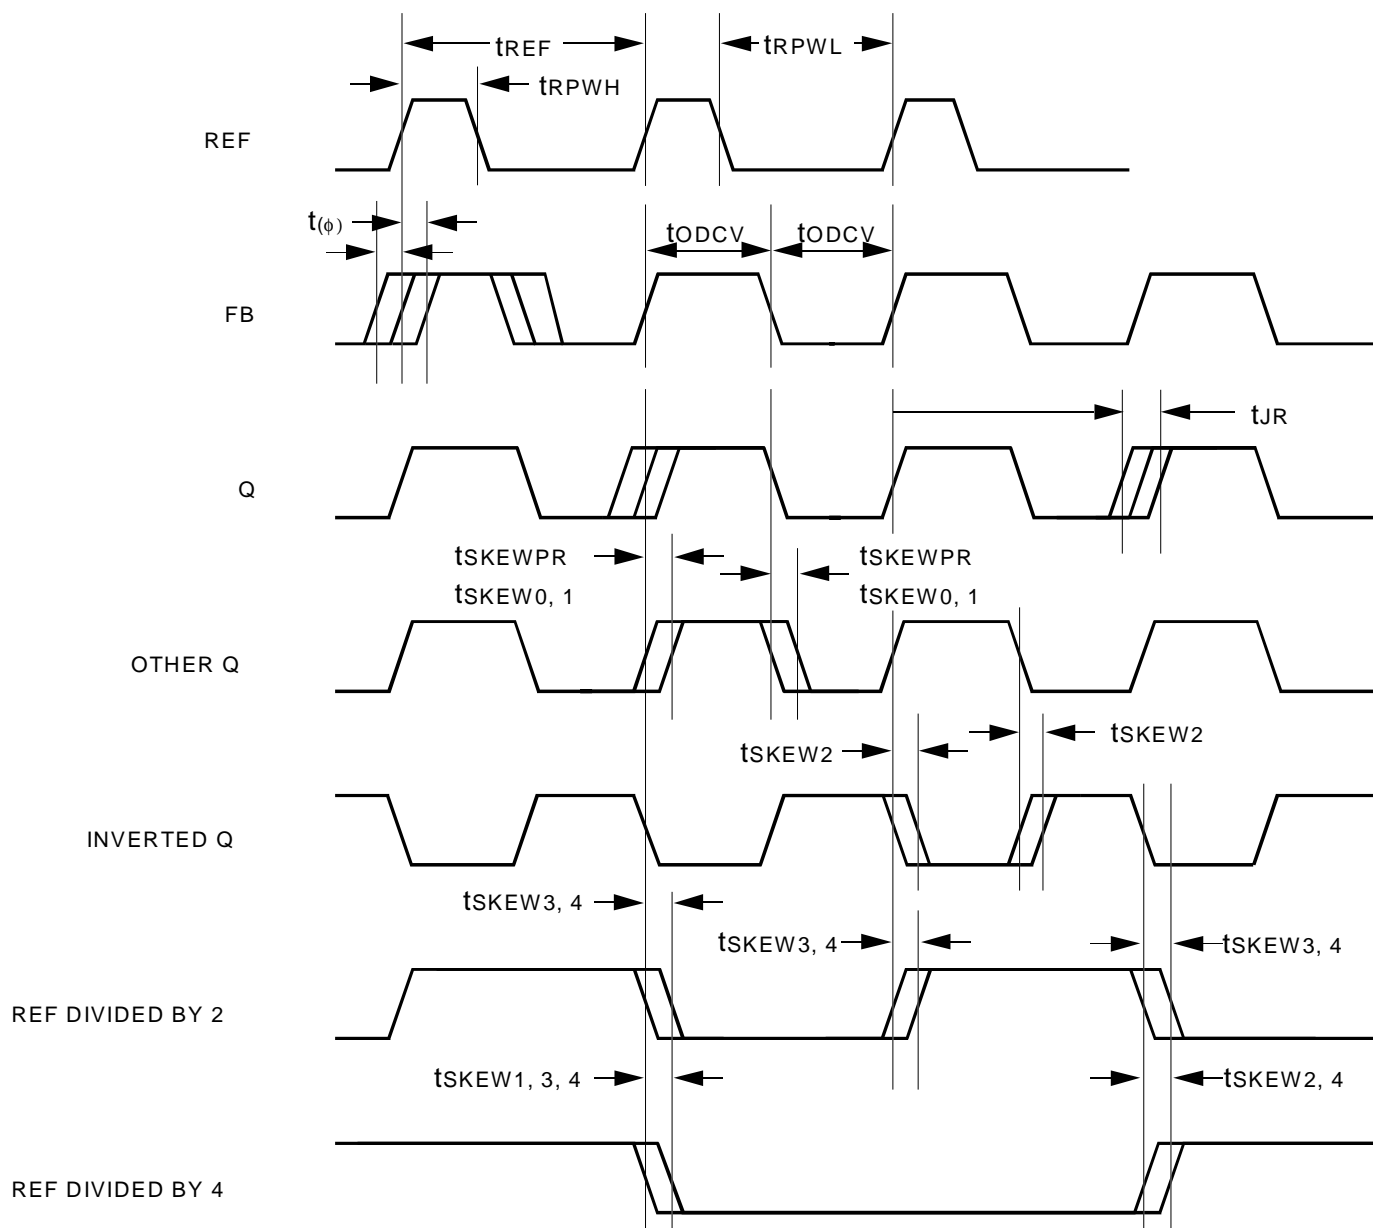 tREF
tRPWL
tRPWH
REF
t(ϕ)
tODCV
tODCV
FB
tJR
Q
tSKEWPR
tSKEW0, 1
tSKEWPR
tSKEW0, 1
OTHER Q
tSKEW2
tSKEW2
INVERTED Q
tSKEW3, 4
tSKEW3, 4
tSKEW3, 4
REF DIVIDED BY 2
tSKEW1, 3, 4
tSKEW2, 4
REF DIVIDED BY 4